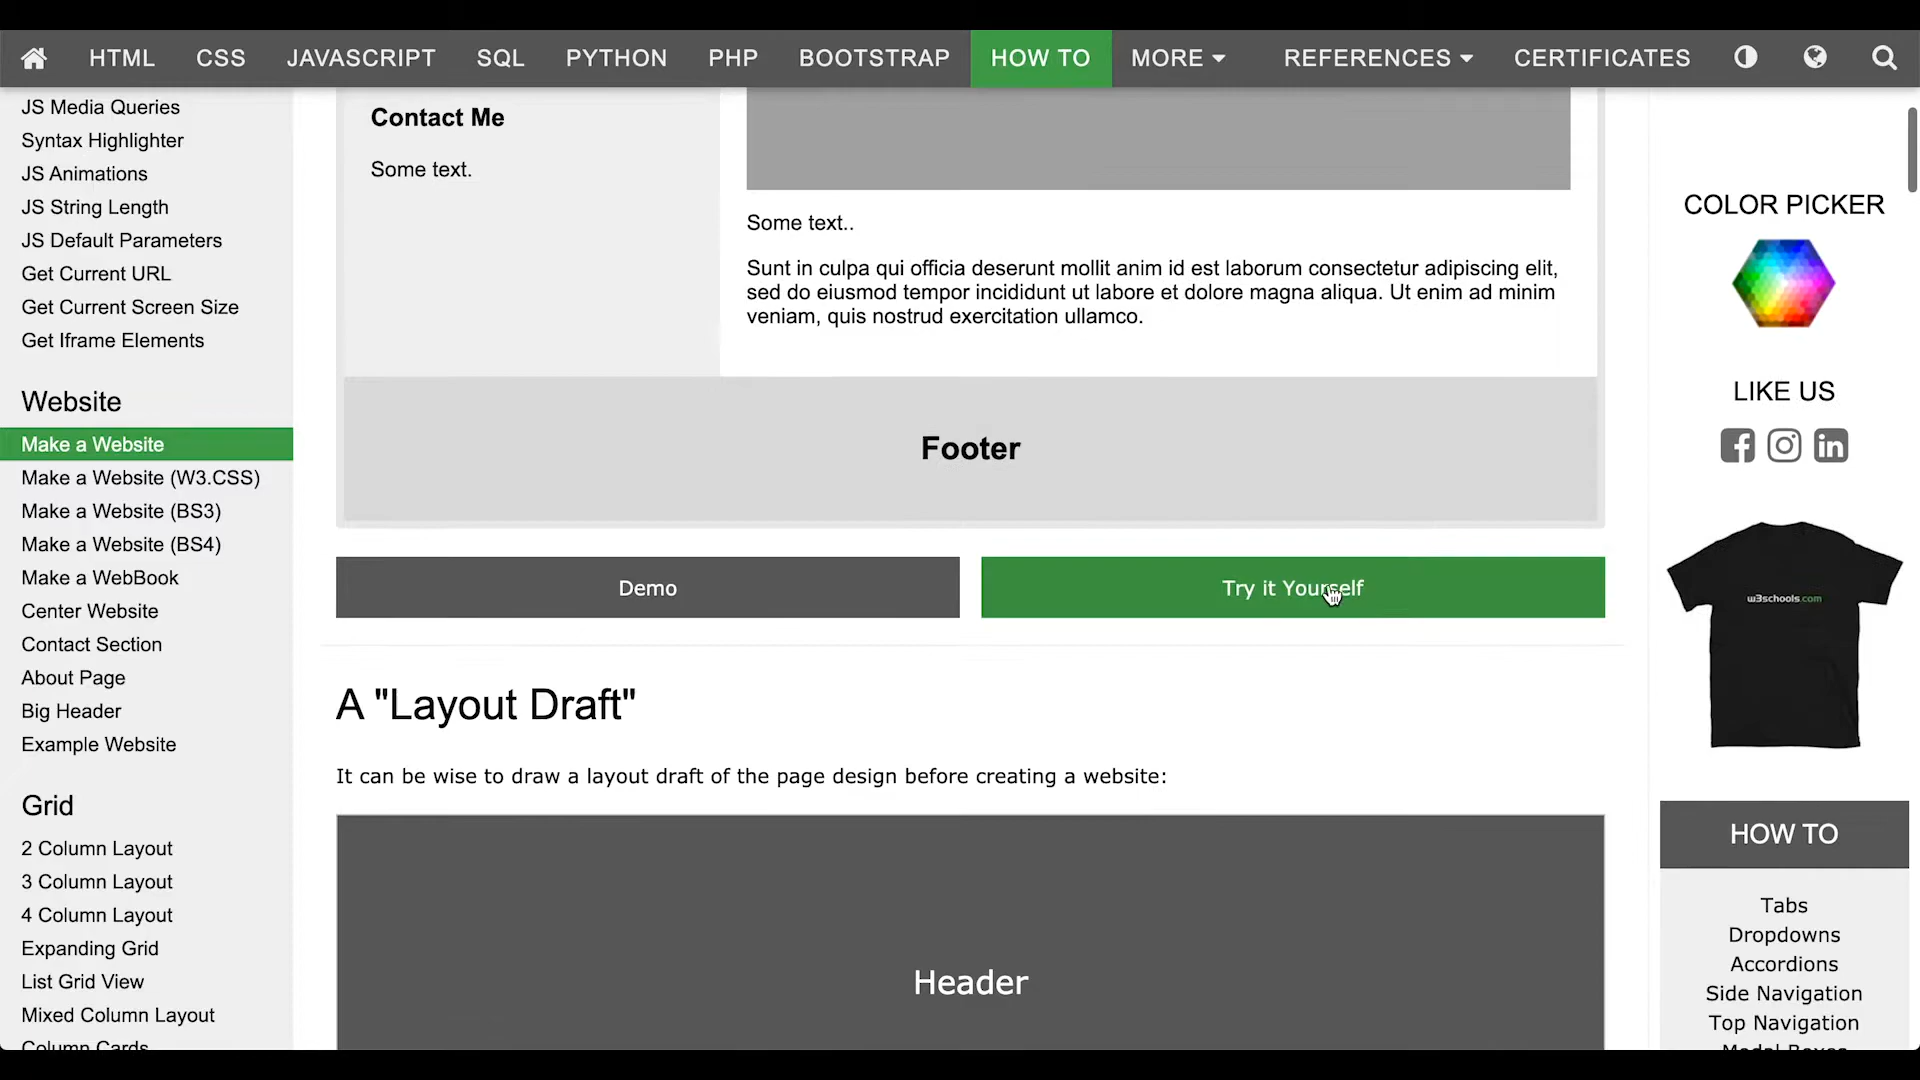 HTML CSS JAVASCRIPT SQL PYTHON PHP BOOTSTRAP HOW TO MORE REFERENCES CERTIFICATES
JS Media Queries
Syntax Highlighter
JS Animations
JS String Length
JS Default Parameters
Get Current URL
Get Current Screen Size
Get Iframe Elements
Website
Make a Website
Make a Website (W3.CSS)
Make a Website (BS3)
Make a Website (BS4)
Make a WebBook
Center Website
Contact Section
About Page
Big Header
Example Website
Grid
2 Column Layout
3 Column Layout
4 Column Layout
Expanding Grid
List Grid View
Mixed Column Layout
Column Cards
Contact Me
Some text.
Some text..
Sunt in culpa qui officia deserunt mollit anim id est laborum consectetur adipiscing elit,
sed do eiusmod tempor incididunt ut labore et dolore magna aliqua. Ut enim ad minim
veniam, quis nostrud exercitation ullamco.
Footer
Demo
Try it Yourself
A "Layout Draft"
It can be wise to draw a layout draft of the page design before creating a website:
Header
COLOR PICKER
LIKE US
w3schools.com
HOW TO
Tabs
Dropdowns
Accordions
Side Navigation
Top Navigation
Modal Boxes